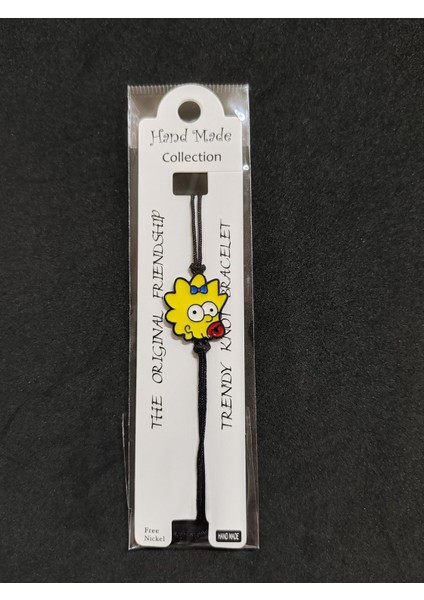 Hand Made
Collection
THE ORIGINAL FRIENDSHIP
TRENDY KNOT BRACELET
Free
Nickel
HAND MADE